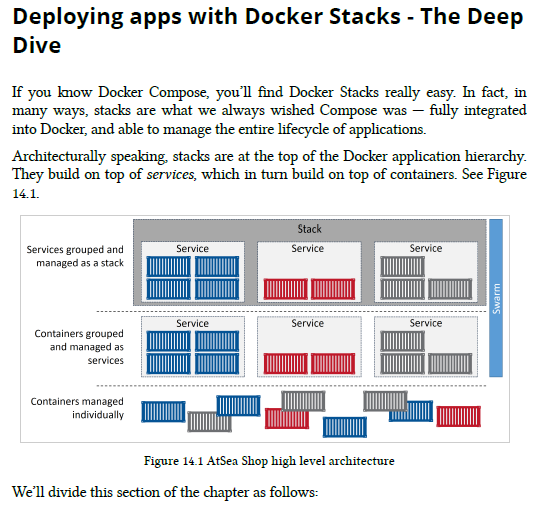 Deploying apps with Docker Stacks - The Deep
Dive
If you know Docker Compose, you’ll find Docker Stacks really easy. In fact, in
many ways, stacks are what we always wished Compose was — fully integrated
into Docker, and able to manage the entire lifecycle of applications.
Architecturally speaking, stacks are at the top of the Docker application hierarchy.
They build on top of services, which in turn build on top of containers. See Figure
14.1.
Stack
Services grouped and
managed as a stack
Service
Service
Service
Swarm
Containers grouped
and managed as
services
Service
Service
Service
Containers managed
individually
Figure 14.1 AtSea Shop high level architecture
We’ll divide this section of the chapter as follows: